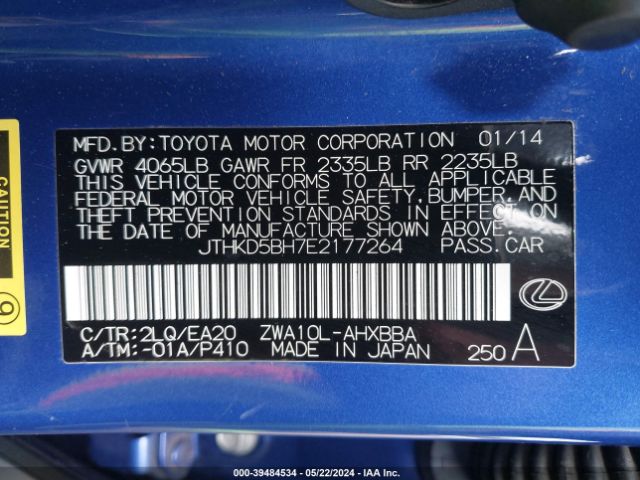 MFD.BY:TOYOTA MOTOR CORPORATION 01/14
GVWR 4065LB GAWR FR 2335LB RR 2235LB
THIS VEHICLE CONFORMS TO ALL APPLICABLE
FEDERAL MOTOR VEHICLE SAFETY,BUMPER,AND
THEFT PREVENTION STANDARDS IN EFFECT ON
THE DATE OF MANUFACTURE SHOWN ABOVE.
JTHKD5BH7E2177264 PASS.CAR
C/TR:2LQ/EA20 ZWA10L-AHXBBA
A/TM:-01A/P410 MADE IN JAPAN 250 A
CAUTION
9
000-39484534 - 05/22/2024 - IAA Inc.